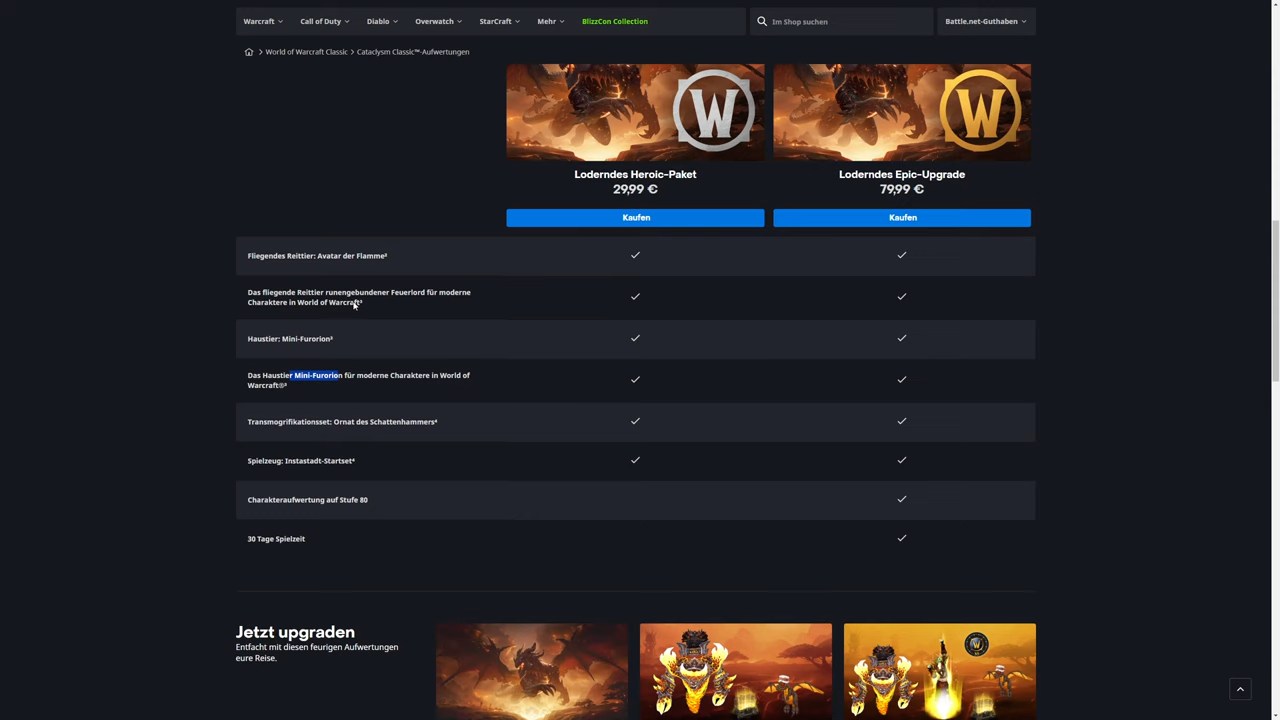 Warcraft Call of Duty Diablo Overwatch StarCraft Mehr BlizzCon Collection Im Shop suchen Battle.net-Guthaben
World of Warcraft Classic > Cataclysm Classic™-Aufwertungen
W W
Loderndes Heroic-Paket Loderndes Epic-Upgrade
29,99 € 79,99 €
Kaufen Kaufen
Fliegendes Reittier: Avatar der Flamme²
Das fliegende Reittier runengebundener Feuerlord für moderne
Charaktere in World of Warcraft³
Haustier: Mini-Furorion²
Das Haustier Mini-Furorion für moderne Charaktere in World of
Warcraft®³
Transmogrifikationsset: Ornat des Schattenhammers⁴
Spielzeug: Instastadt-Startset⁴
Charakteraufwertung auf Stufe 80
30 Tage Spielzeit
Jetzt upgraden
Entfacht mit diesen feurigen Aufwertungen
eure Reise.